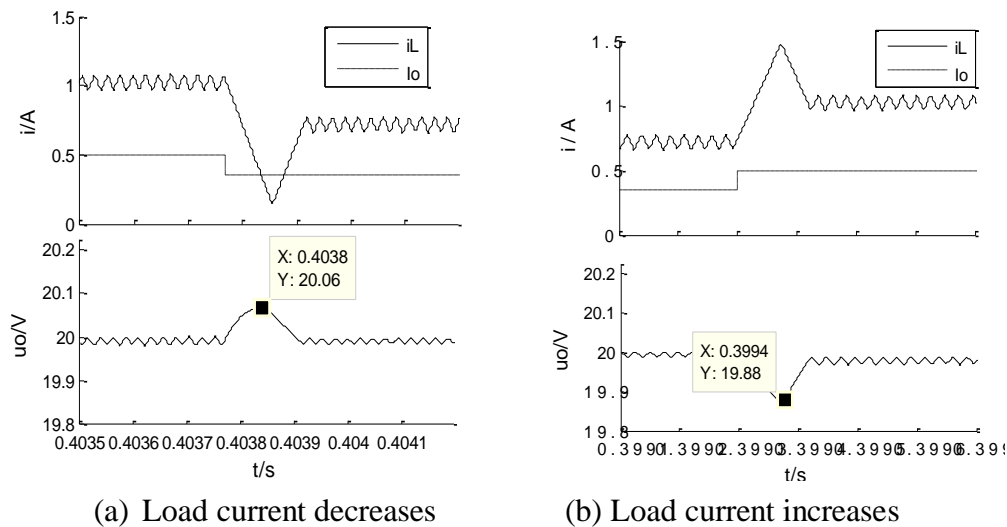 1.5
1
0.5
0
i/A
iL
Io
20.2
20.1
20
19.9
19.8
uo/V
X: 0.4038
Y: 20.06
0.4035 0.4036 0.4037 0.4038 0.4039 0.404 0.4041
t/s
(a) Load current decreases
1.5
1
0.5
0
i / A
iL
Io
20.2
20.1
20
19.9
19.8
uo/V
X: 0.3994
Y: 19.88
t/s
(b) Load current increases